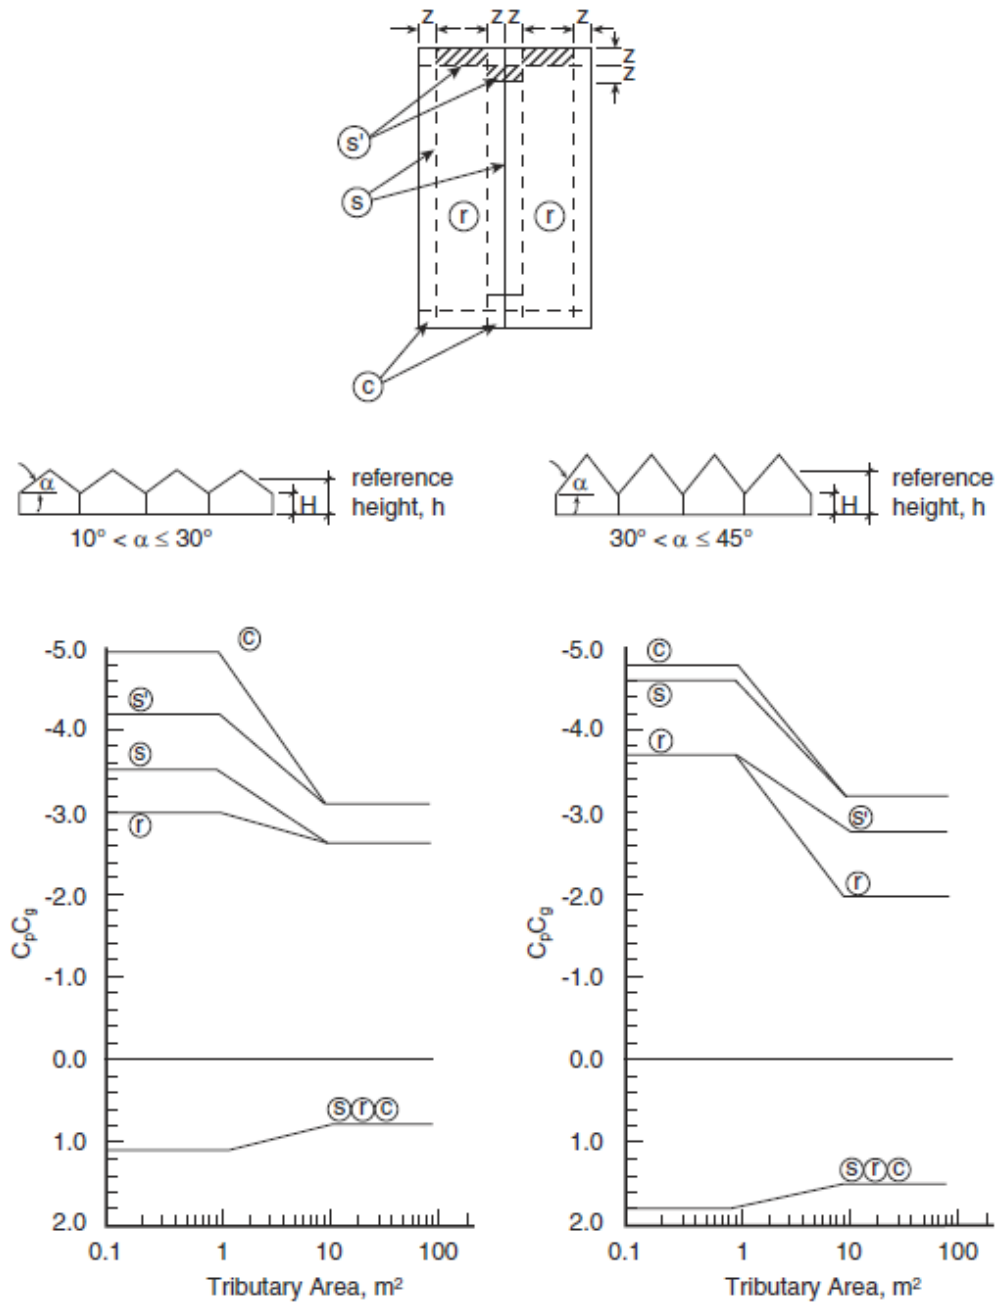 z z z z
z
z
s'
s
r r
c
α
H
reference
height, h
10° < α ≤ 30°
α
H
reference
height, h
30° < α ≤ 45°
CpCg
-5.0
-4.0
-3.0
-2.0
-1.0
0.0
1.0
2.0
c
s'
s
r
s r c
0.1 1 10 100
Tributary Area, m²
CpCg
-5.0
-4.0
-3.0
-2.0
-1.0
0.0
1.0
2.0
c
s
r
s'
r
s r c
0.1 1 10 100
Tributary Area, m²